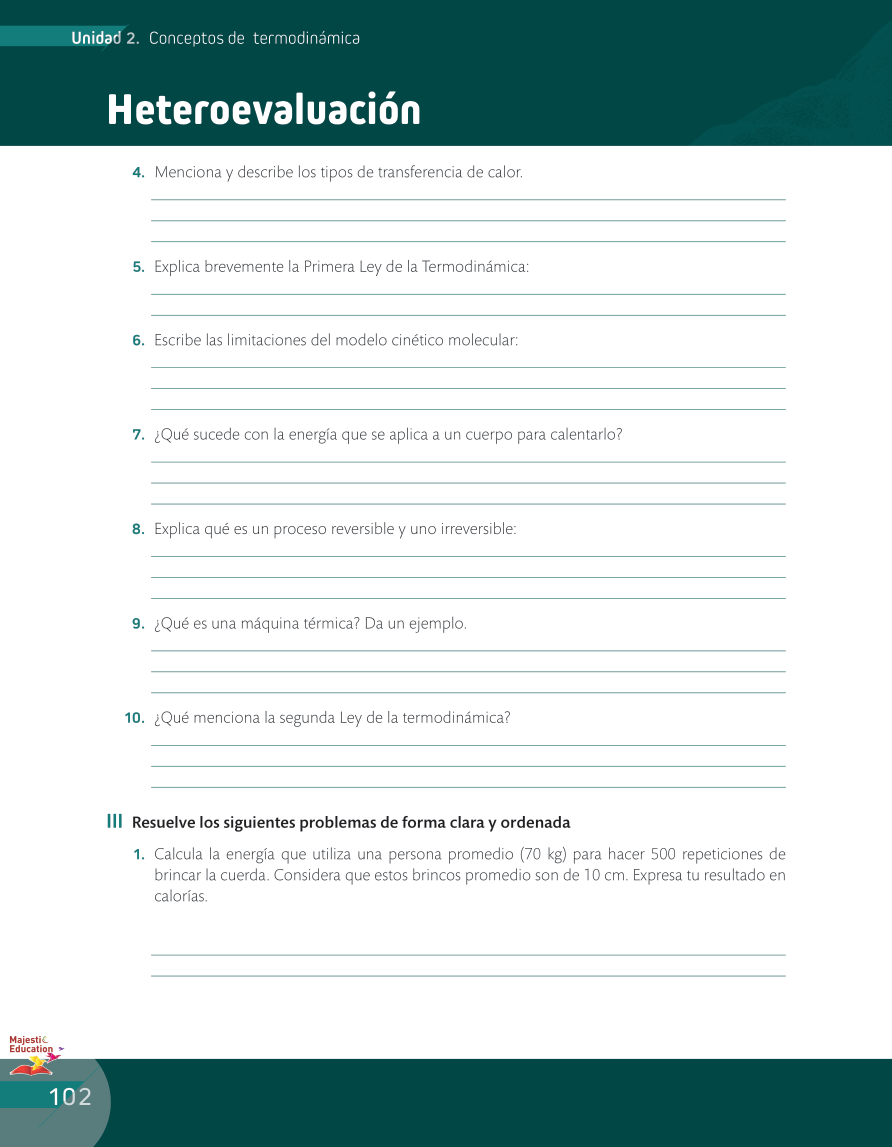 Unidad 2. Conceptos de termodinámica
Heteroevaluación
4. Menciona y describe los tipos de transferencia de calor.
5. Explica brevemente la Primera Ley de la Termodinámica:
6. Escribe las limitaciones del modelo cinético molecular:
7. ¿Qué sucede con la energía que se aplica a un cuerpo para calentarlo?
8. Explica qué es un proceso reversible y uno irreversible:
9. ¿Qué es una máquina térmica? Da un ejemplo.
10. ¿Qué menciona la segunda Ley de la termodinámica?
III Resuelve los siguientes problemas de forma clara y ordenada
1. Calcula la energía que utiliza una persona promedio (70 kg) para hacer 500 repeticiones de
brincar la cuerda. Considera que estos brincos promedio son de 10 cm. Expresa tu resultado en
calorías.
Majestic
Education
102